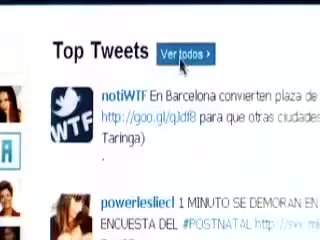 Top Tweets Ver todos >
notiWTF En Barcelona convierten plaza de
http://goo.gl/qJdf8 para que otras ciudades
Taringa)
.
WTF
powerlesliecl 1 MINUTO SE DEMORAN EN
ENCUESTA DEL #POSTNATAL http://